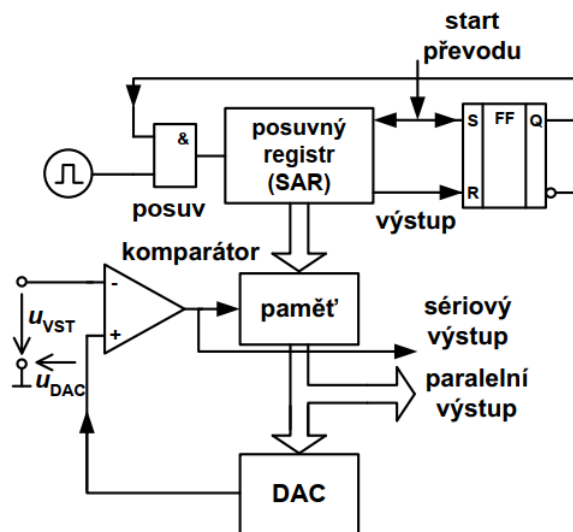 start
převodu
&
posuvný
registr
(SAR)
S FF Q
R
posuv
výstup
komparátor
-
+
u VST
u DAC
paměť
sériový
výstup
paralelní
výstup
DAC